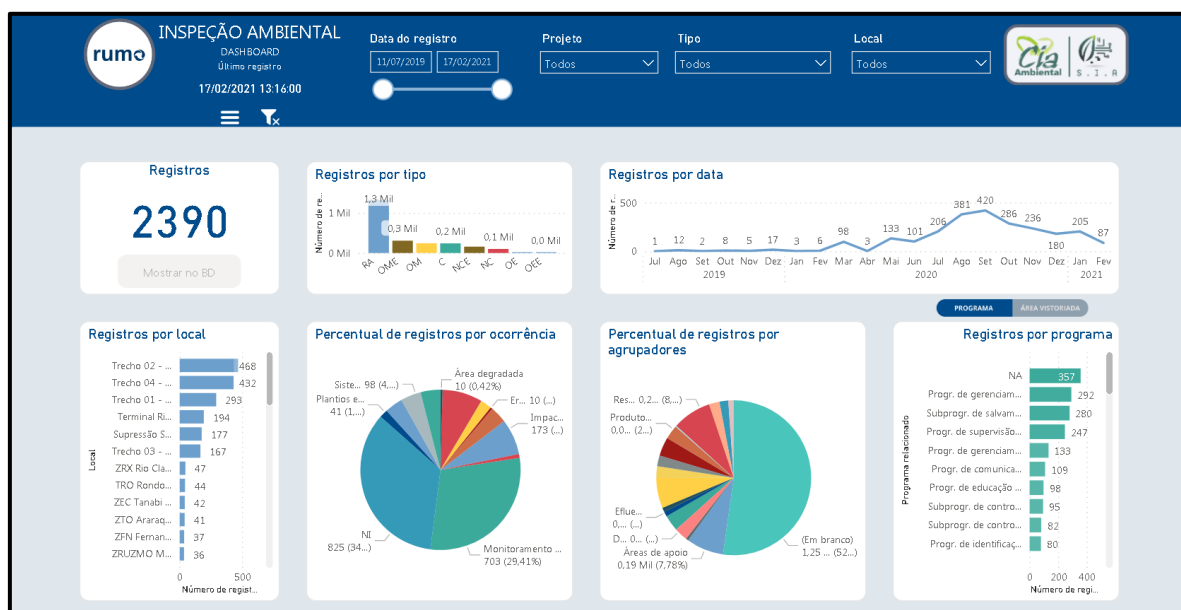 rumo
INSPEÇÃO AMBIENTAL
DASHBOARD
Último registro
17/02/2021 13:16:00
Data do registro
11/07/2019
17/02/2021
Projeto
Todos
Tipo
Todos
Local
Todos
Cia
Ambiental
S.I.A
Registros
2390
Mostrar no BD
Registros por tipo
Número de re...
1 Mil
0 Mil
1,3 Mil
0,3 Mil
0,2 Mil
0,1 Mil
0,0 Mil
RA
OME
OM
C
NCE
NC
OE
OEE
Registros por data
Número de r...
500
0
1 12 2 8 5 17 3 6 98 3 133 101 206 381 420 286 236 180 205 87
Jul Ago Set Out Nov Dez Jan Fev Mar Abr Mai Jun Jul Ago Set Out Nov Dez Jan Fev
2019 2020 2021
PROGRAMA
ÁREA VISTORIADA
Registros por local
Local
Trecho 02 - ... 468
Trecho 04 - ... 432
Trecho 01 - ... 293
Terminal Ri... 194
Supressão S... 177
Trecho 03 - ... 167
ZRX Rio Cla... 47
TRO Rondo... 44
ZEC Tanabi ... 42
ZTO Araraq... 41
ZFN Fernan... 37
ZRUZMO M... 36
0 500
Número de regist...
Percentual de registros por ocorrência
Área degradada
10 (0,42%)
Er... 10 (...)
Impac...
173 (...)
Monitoramento ...
703 (29,41%)
NI
825 (34...)
Plantios e...
41 (1,...)
Siste... 98 (4,...)
Percentual de registros por
agrupadores
Res... 0,2... (8,...)
Produto...
0,0... (2...)
Eflue...
0,... (...)
D... 0... (...)
Áreas de apoio
0,19 Mil (7,78%)
(Em branco)
1,25 ... (52...)
Registros por programa
Programa relacionado
NA 357
Progr. de gerenciam... 292
Subprogr. de salvam... 280
Progr. de supervisão... 247
Progr. de gerenciam... 133
Progr. de comunica... 109
Progr. de educação ... 98
Subprogr. de contro... 95
Subprogr. de contro... 82
Progr. de identificaç... 80
0 200 400
Número de regi...